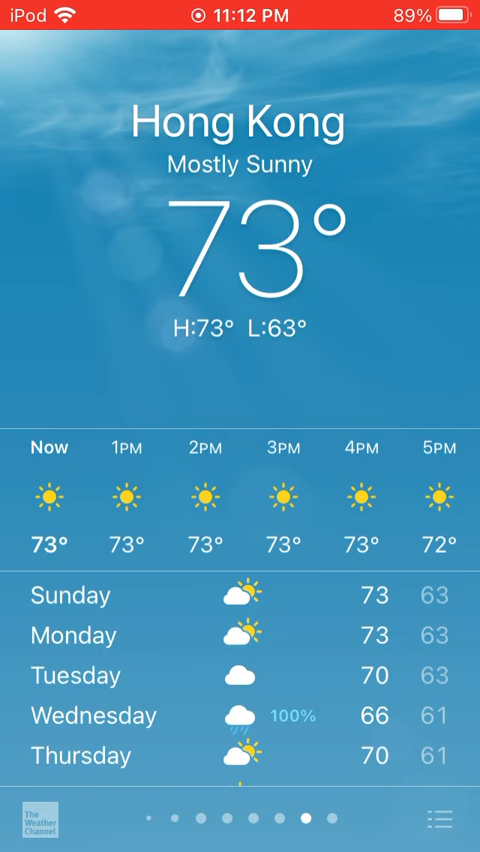 iPod 11:12 PM 89%
Hong Kong
Mostly Sunny
73°
H:73° L:63°
Now 1PM 2PM 3PM 4PM 5PM
73° 73° 73° 73° 73° 72°
Sunday 73 63
Monday 73 63
Tuesday 70 63
Wednesday 100% 66 61
Thursday 70 61
The
Weather
Channel